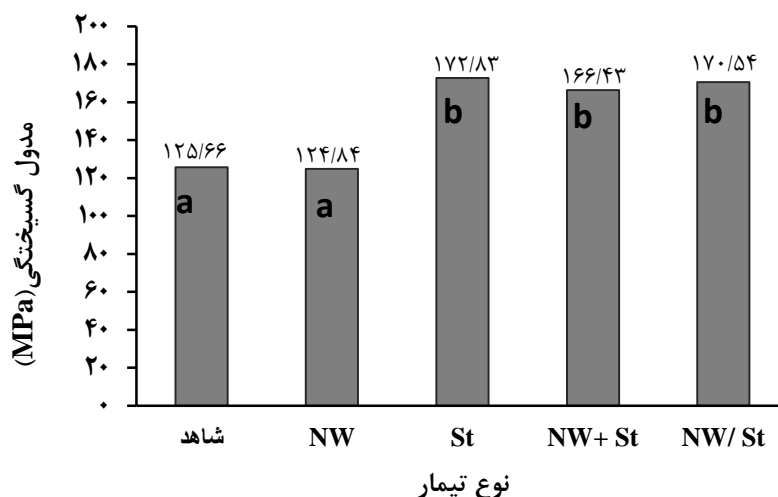 مدول گسیختگی(MPa)
۲۰۰
۱۸۰
۱۶۰
۱۴۰
۱۲۰
۱۰۰
۸۰
۶۰
۴۰
۲۰
۰
۱۲۵/۶۶
۱۲۴/۸۴
۱۷۲/۸۳
۱۶۶/۴۳
۱۷۰/۵۴
a
a
b
b
b
شاهد
NW
St
NW+ St
NW/ St
نوع تیمار